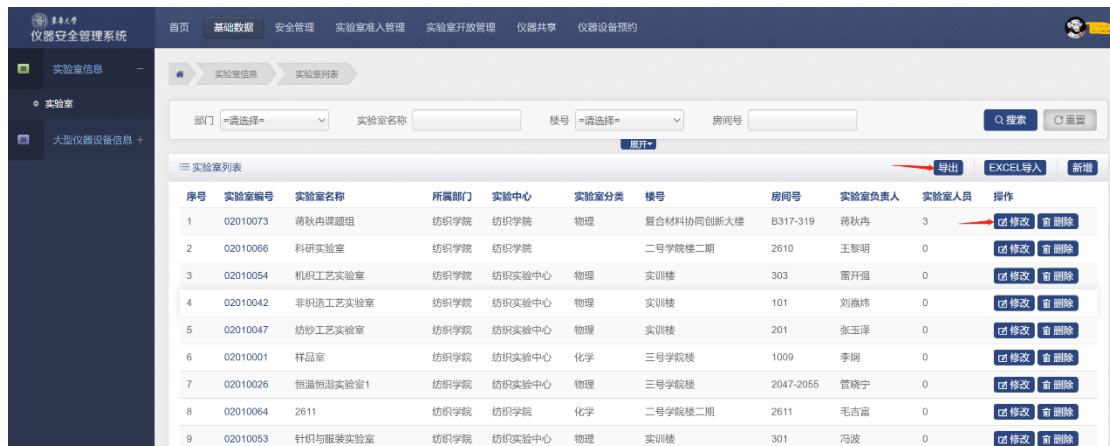 東華大學
仪器安全管理系统
首页 基础数据 安全管理 实验室准入管理 实验室开放管理 仪器共享 仪器设备预约
实验室信息 −
实验室
大型仪器设备信息 +
实验室信息 实验室列表
部门 =请选择= 实验室名称 楼号 =请选择= 房间号 搜索 重置
展开
实验室列表 导出 EXCEL导入 新增
序号 实验室编号 实验室名称 所属部门 实验中心 实验室分类 楼号 房间号 实验室负责人 实验室人员 操作
1 02010073 蒋秋冉课题组 纺织学院 纺织学院 物理 复合材料协同创新大楼 B317-319 蒋秋冉 3 修改 删除
2 02010066 科研实验室 纺织学院 纺织学院 二号学院楼二期 2610 王黎明 0 修改 删除
3 02010054 机织工艺实验室 纺织学院 纺织实验中心 物理 实训楼 303 雷开强 0 修改 删除
4 02010042 非织造工艺实验室 纺织学院 纺织实验中心 物理 实训楼 101 刘嘉炜 0 修改 删除
5 02010047 纺纱工艺实验室 纺织学院 纺织实验中心 物理 实训楼 201 张玉泽 0 修改 删除
6 02010001 样品室 纺织学院 纺织实验中心 化学 三号学院楼 1009 李娴 0 修改 删除
7 02010026 恒温恒湿实验室1 纺织学院 纺织实验中心 物理 三号学院楼 2047-2055 管晓宁 0 修改 删除
8 02010064 2611 纺织学院 纺织学院 化学 二号学院楼二期 2611 毛吉富 0 修改 删除
9 02010053 针织与服装实验室 纺织学院 纺织实验中心 物理 实训楼 301 冯波 0 修改 删除